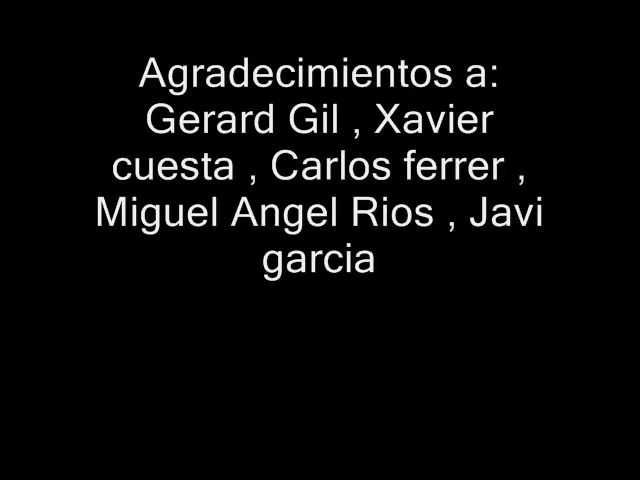 Agradecimientos a:
Gerard Gil , Xavier
cuesta , Carlos ferrer ,
Miguel Angel Rios , Javi
garcia